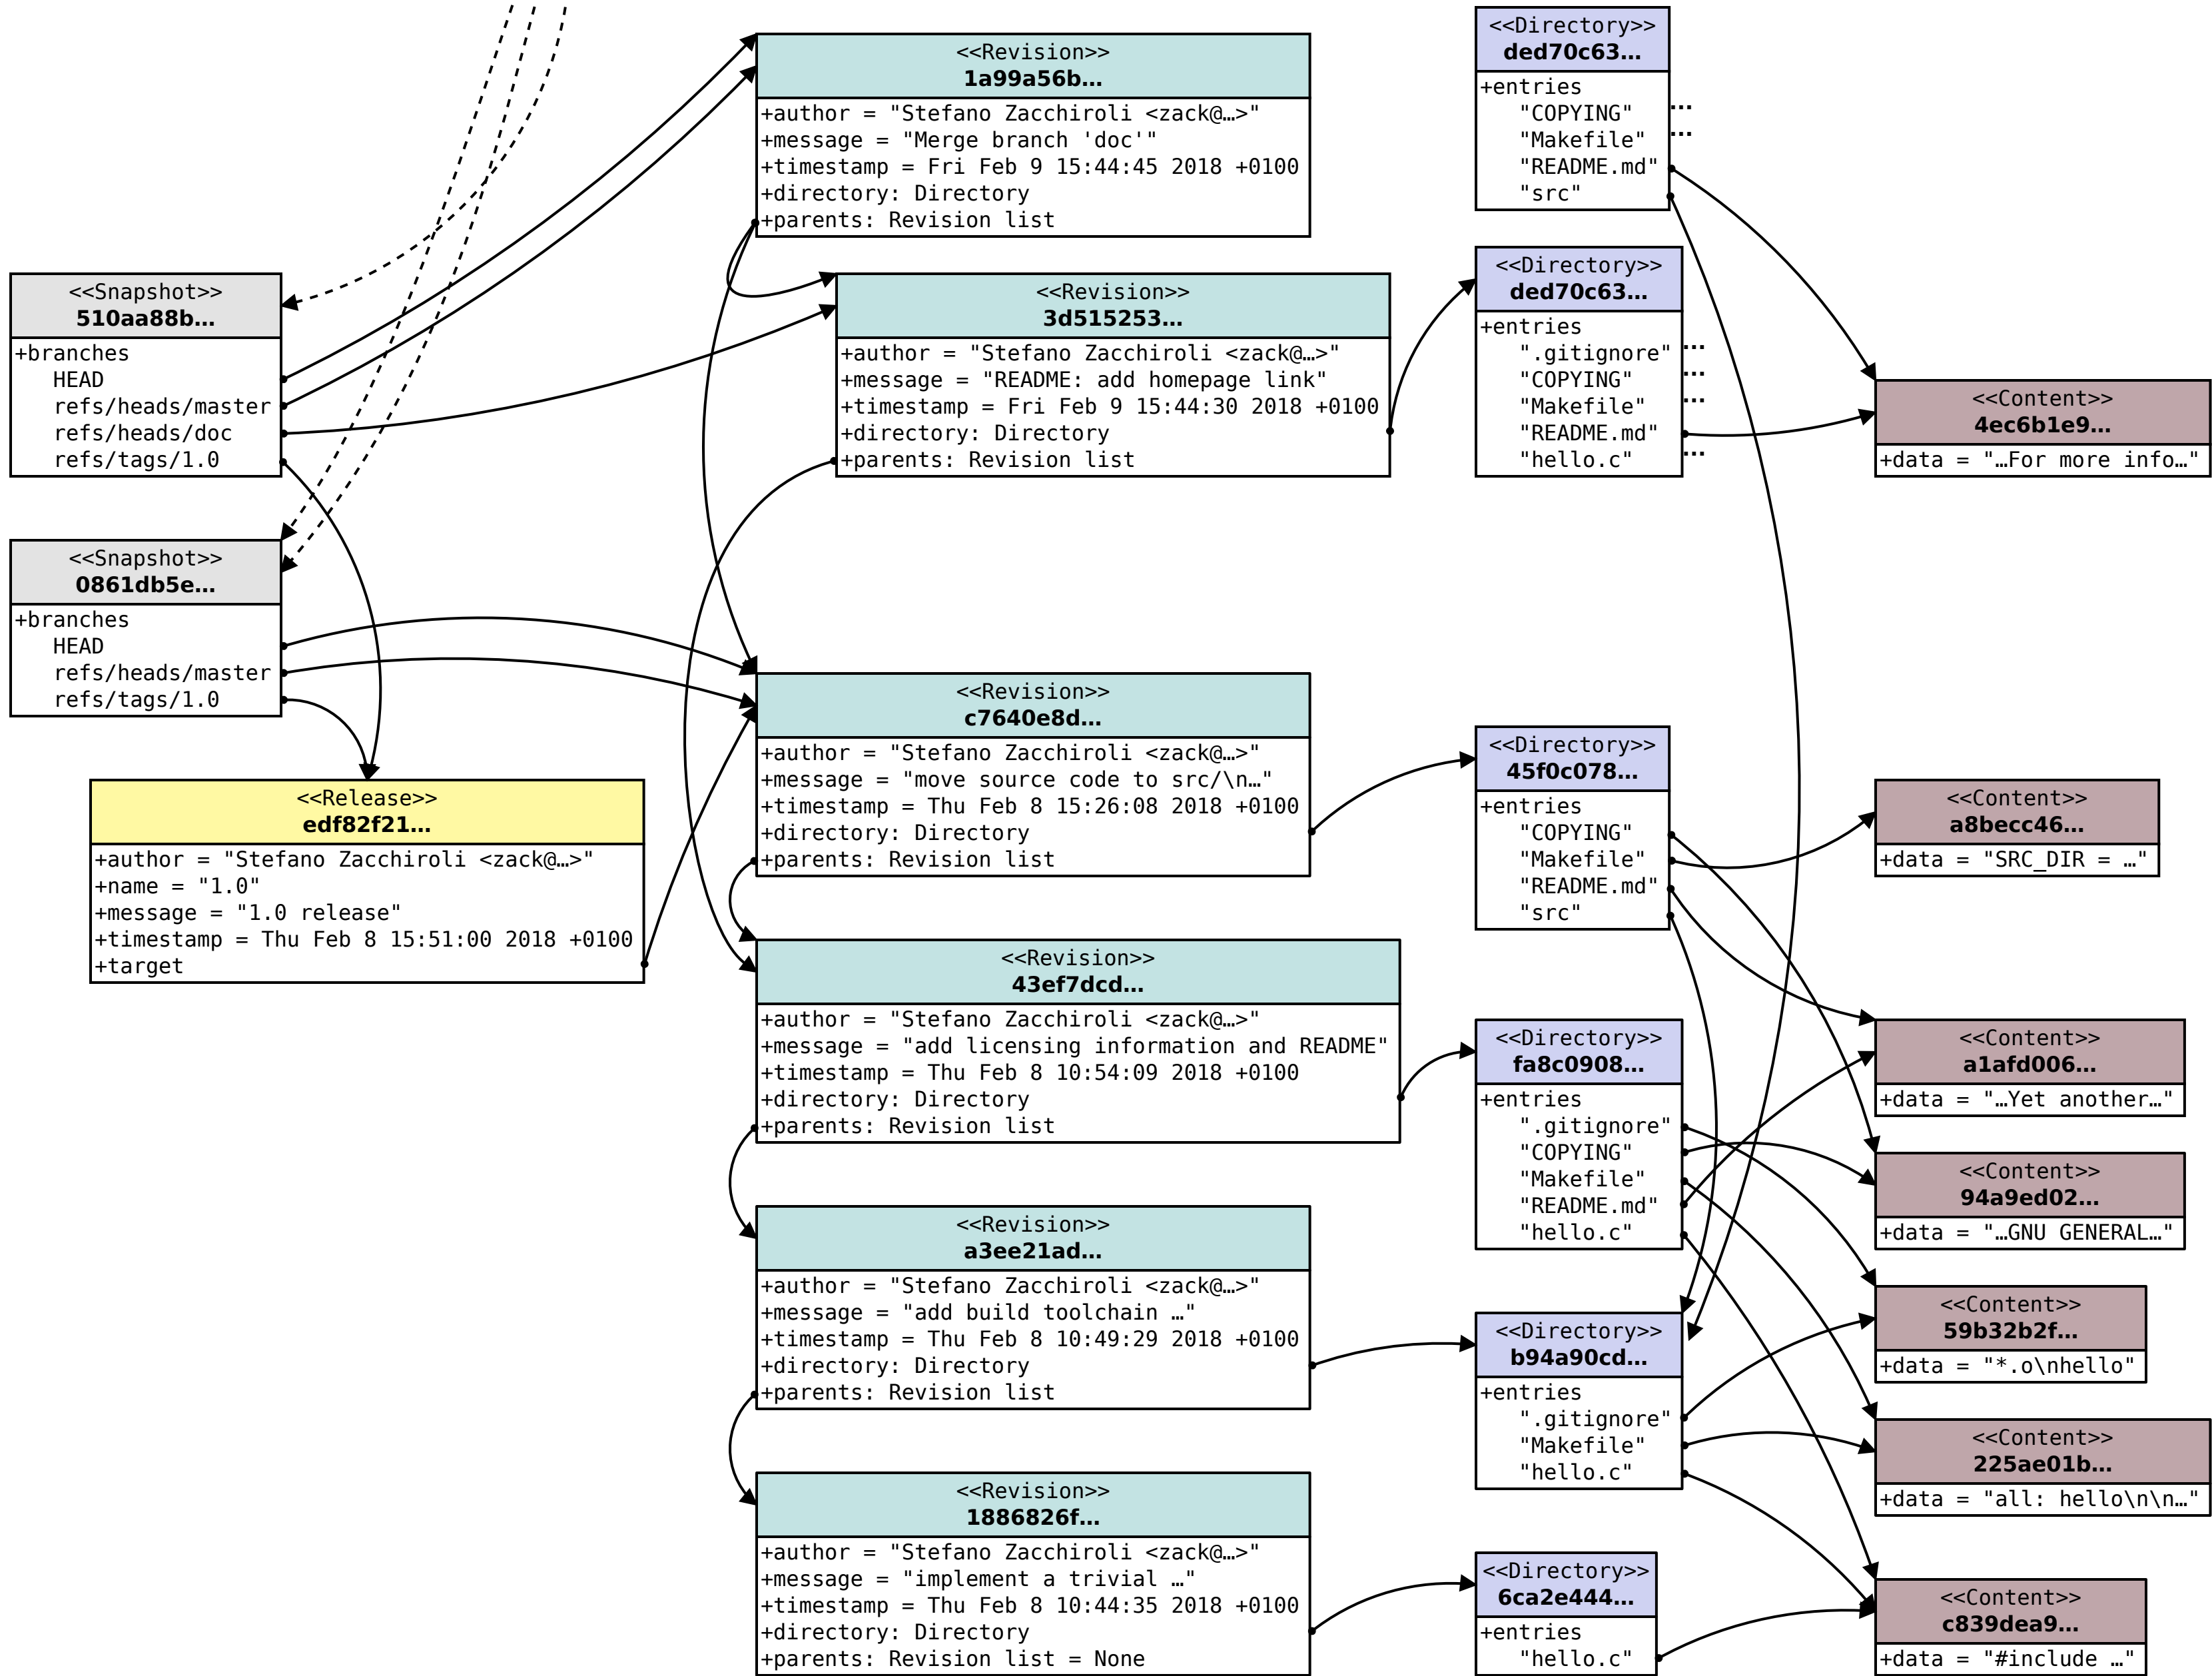 <<Snapshot>>
510aa88b…
+branches
HEAD
refs/heads/master
refs/heads/doc
refs/tags/1.0
<<Snapshot>>
0861db5e…
+branches
HEAD
refs/heads/master
refs/tags/1.0
<<Release>>
edf82f21…
+author = "Stefano Zacchiroli <zack@…>"
+name = "1.0"
+message = "1.0 release"
+timestamp = Thu Feb 8 15:51:00 2018 +0100
+target
<<Revision>>
1a99a56b…
+author = "Stefano Zacchiroli <zack@…>"
+message = "Merge branch 'doc'"
+timestamp = Fri Feb 9 15:44:45 2018 +0100
+directory: Directory
+parents: Revision list
<<Revision>>
3d515253…
+author = "Stefano Zacchiroli <zack@…>"
+message = "README: add homepage link"
+timestamp = Fri Feb 9 15:44:30 2018 +0100
+directory: Directory
+parents: Revision list
<<Revision>>
c7640e8d…
+author = "Stefano Zacchiroli <zack@…>"
+message = "move source code to src/\n…"
+timestamp = Thu Feb 8 15:26:08 2018 +0100
+directory: Directory
+parents: Revision list
<<Revision>>
43ef7dcd…
+author = "Stefano Zacchiroli <zack@…>"
+message = "add licensing information and README"
+timestamp = Thu Feb 8 10:54:09 2018 +0100
+directory: Directory
+parents: Revision list
<<Revision>>
a3ee21ad…
+author = "Stefano Zacchiroli <zack@…>"
+message = "add build toolchain …"
+timestamp = Thu Feb 8 10:49:29 2018 +0100
+directory: Directory
+parents: Revision list
<<Revision>>
1886826f…
+author = "Stefano Zacchiroli <zack@…>"
+message = "implement a trivial …"
+timestamp = Thu Feb 8 10:44:35 2018 +0100
+directory: Directory
+parents: Revision list = None
<<Directory>>
ded70c63…
+entries
"COPYING" …
"Makefile" …
"README.md"
"src"
<<Directory>>
ded70c63…
+entries
".gitignore" …
"COPYING" …
"Makefile" …
"README.md"
"hello.c" …
<<Directory>>
45f0c078…
+entries
"COPYING"
"Makefile"
"README.md"
"src"
<<Directory>>
fa8c0908…
+entries
".gitignore"
"COPYING"
"Makefile"
"README.md"
"hello.c"
<<Directory>>
b94a90cd…
+entries
".gitignore"
"Makefile"
"hello.c"
<<Directory>>
6ca2e444…
+entries
"hello.c"
<<Content>>
4ec6b1e9…
+data = "…For more info…"
<<Content>>
a8becc46…
+data = "SRC_DIR = …"
<<Content>>
a1afd006…
+data = "…Yet another…"
<<Content>>
94a9ed02…
+data = "…GNU GENERAL…"
<<Content>>
59b32b2f…
+data = "*.o\nhello"
<<Content>>
225ae01b…
+data = "all: hello\n\n…"
<<Content>>
c839dea9…
+data = "#include …"